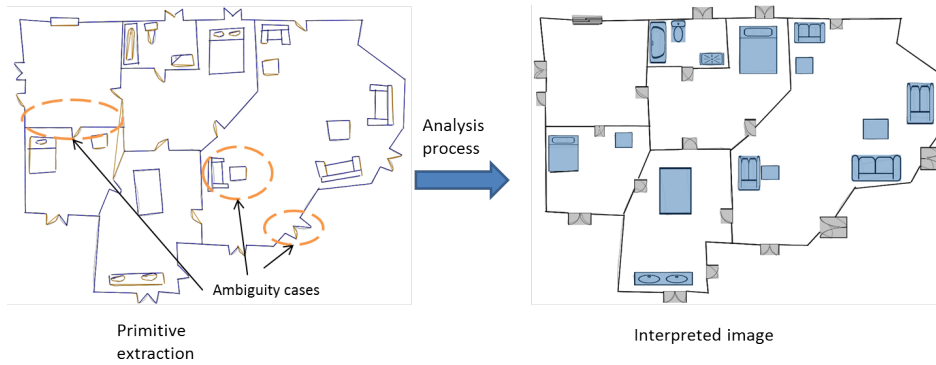 Analysis
process
Ambiguity cases
Primitive
extraction
Interpreted image